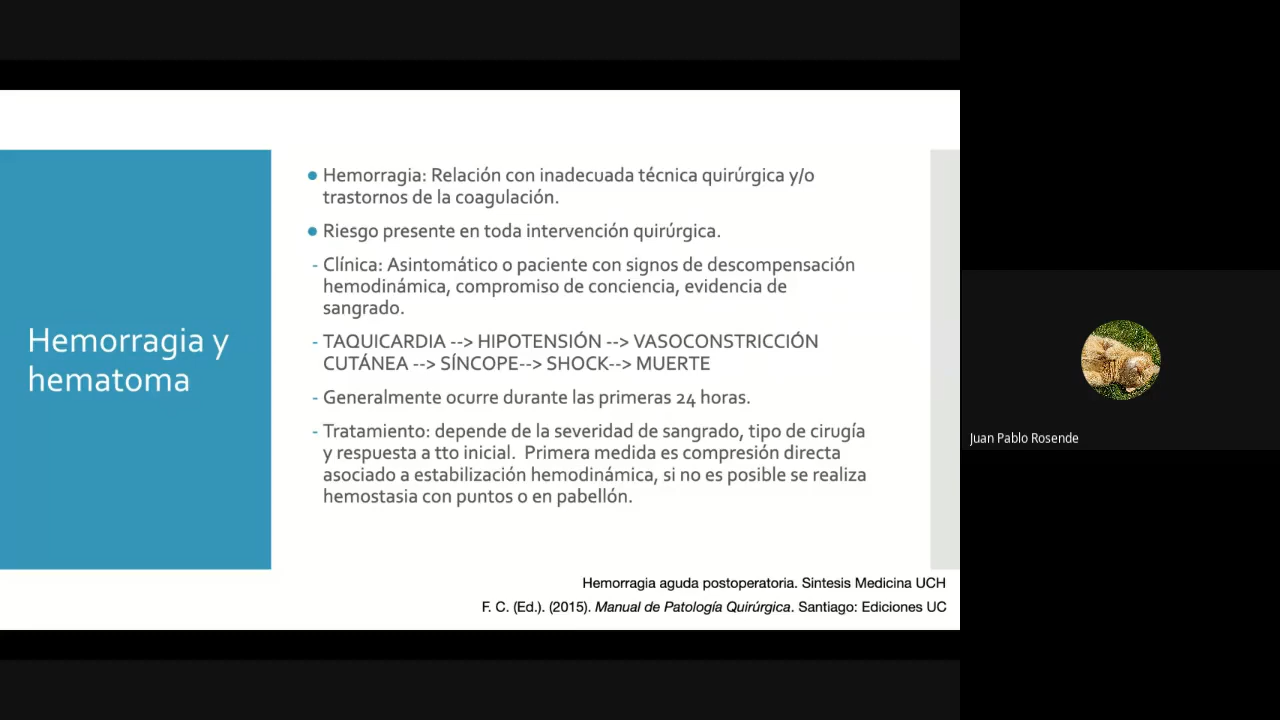 Hemorragia y
hematoma
● Hemorragia: Relación con inadecuada técnica quirúrgica y/o
trastornos de la coagulación.
● Riesgo presente en toda intervención quirúrgica.
- Clínica: Asintomático o paciente con signos de descompensación
hemodinámica, compromiso de conciencia, evidencia de
sangrado.
- TAQUICARDIA --> HIPOTENSIÓN --> VASOCONSTRICCIÓN
CUTÁNEA --> SÍNCOPE--> SHOCK--> MUERTE
- Generalmente ocurre durante las primeras 24 horas.
- Tratamiento: depende de la severidad de sangrado, tipo de cirugía
y respuesta a tto inicial. Primera medida es compresión directa
asociado a estabilización hemodinámica, si no es posible se realiza
hemostasia con puntos o en pabellón.
Hemorragia aguda postoperatoria. Sintesis Medicina UCH
F. C. (Ed.). (2015). Manual de Patología Quirúrgica. Santiago: Ediciones UC
Juan Pablo Rosende